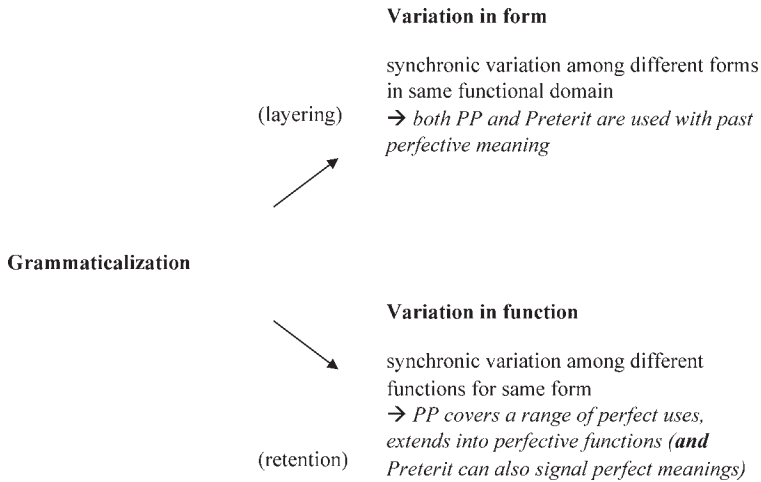 Variation in form
synchronic variation among different forms
in same functional domain
(layering)
→ both PP and Preterit are used with past
perfective meaning
Grammaticalization
Variation in function
synchronic variation among different
functions for same form
→ PP covers a range of perfect uses,
extends into perfective functions (and
(retention)
Preterit can also signal perfect meanings)